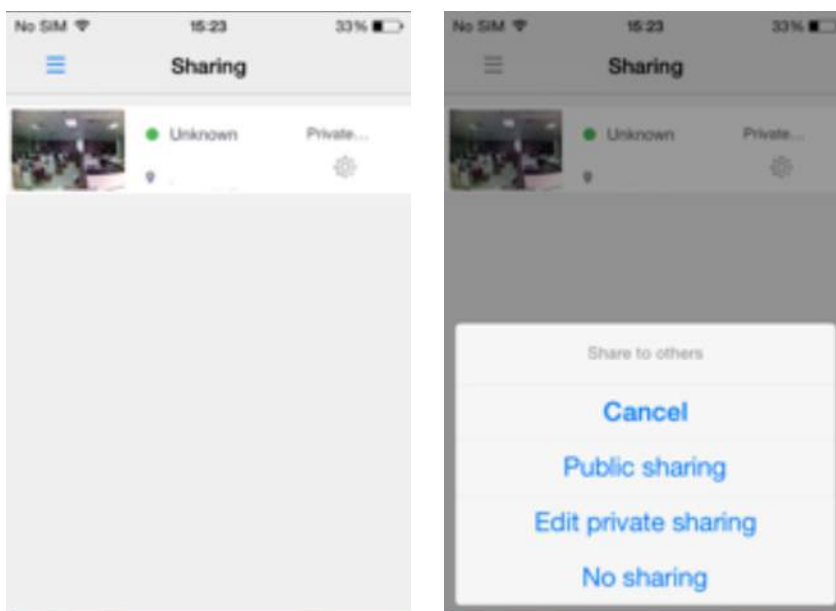 No SIM 15:23 33%
Sharing
Unknown Private...
No SIM 15:23 33%
Sharing
Unknown Private...
Share to others
Cancel
Public sharing
Edit private sharing
No sharing